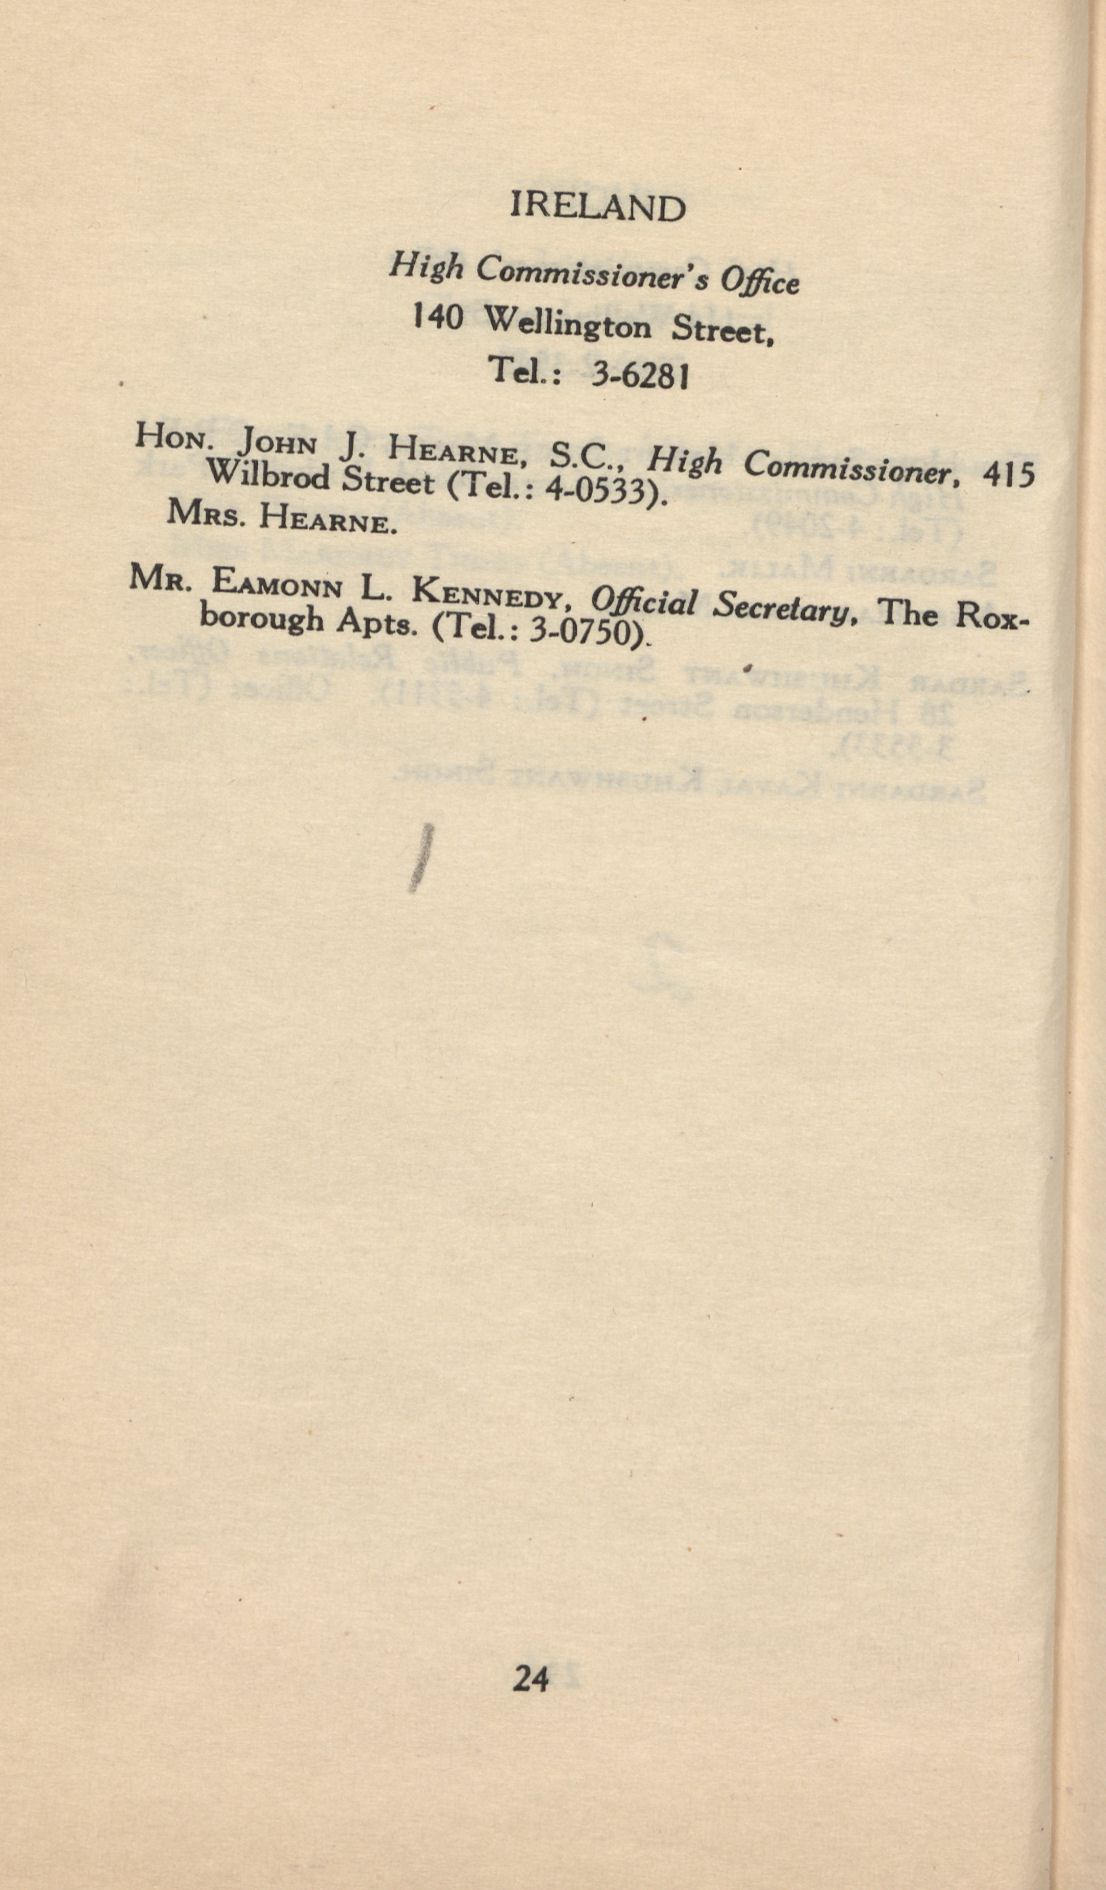 IRELAND
High Commissioner's Office
140 Wellington Street,
Tel.: 3-6281
HON. JOHN J. HEARNE, S.C., High Commissioner, 415
Wilbrod Street (Tel.: 4-0533).
MRS. HEARNE.
MR. EAMONN L. KENNEDY, Official Secretary, The Rox-
borough Apts. (Tel.: 3-0750).
24